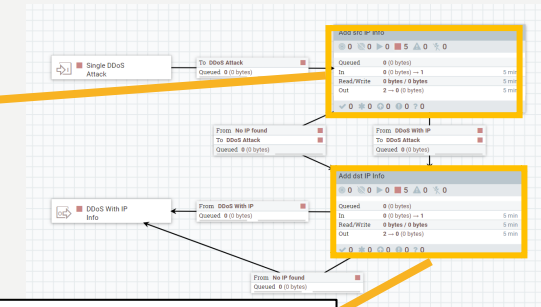 Add src IP Info
0 0 0 5 0 0
Queued 0 (0 bytes)
In 0 (0 bytes) → 1 5 min
Read/Write 0 bytes / 0 bytes 5 min
Out 2 → 0 (0 bytes) 5 min
0 0 0 0 ? 0
Single DDoS
Attack
To DDoS Attack
Queued 0 (0 bytes)
From No IP found
To DDoS Attack
Queued 0 (0 bytes)
From DDoS With IP
To DDoS Attack
Queued 0 (0 bytes)
Add dst IP Info
0 0 0 5 0 0
Queued 0 (0 bytes)
In 0 (0 bytes) → 1 5 min
Read/Write 0 bytes / 0 bytes 5 min
Out 2 → 0 (0 bytes) 5 min
0 0 0 0 ? 0
DDoS With IP
Info
From DDoS With IP
Queued 0 (0 bytes)
From No IP found
Queued 0 (0 bytes)